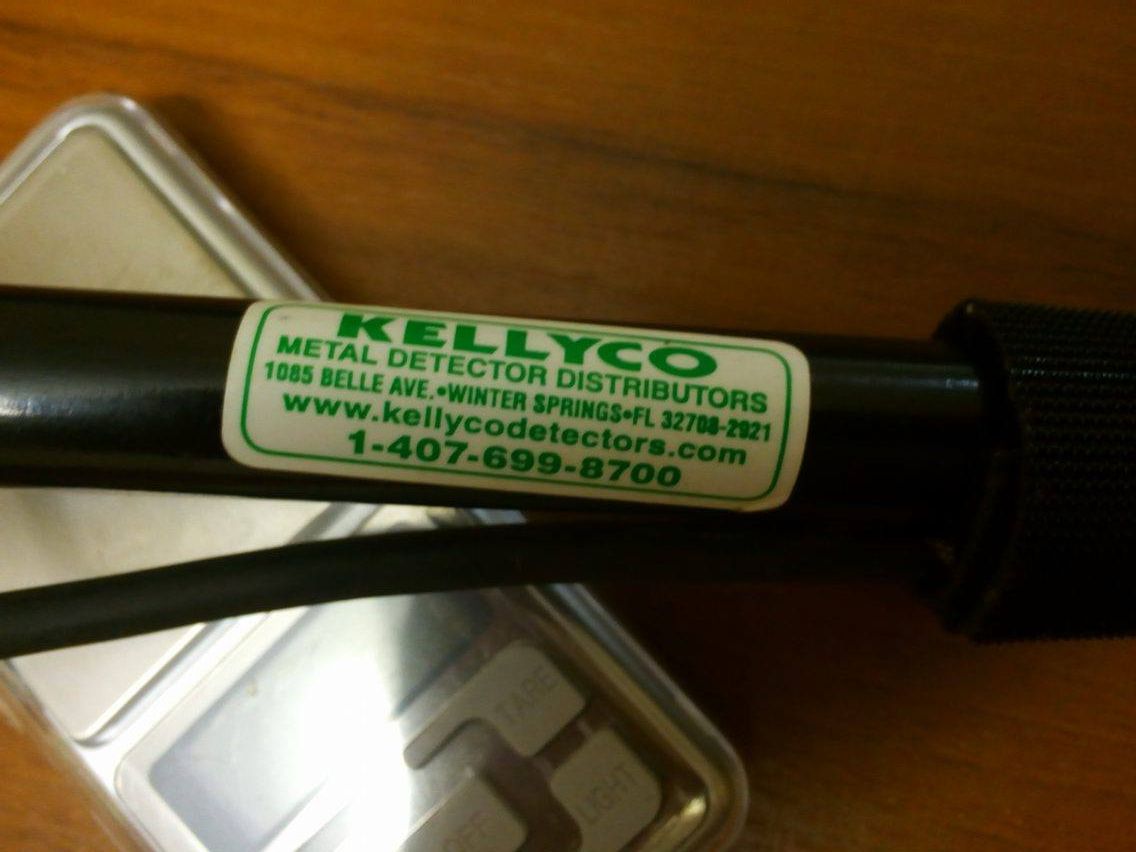 KELLYCO
METAL DETECTOR DISTRIBUTORS
1085 BELLE AVE.•WINTER SPRINGS•FL 32708-2921
www.kellycodetectors.com
1-407-699-8700
TARE
LIGHT
OFF